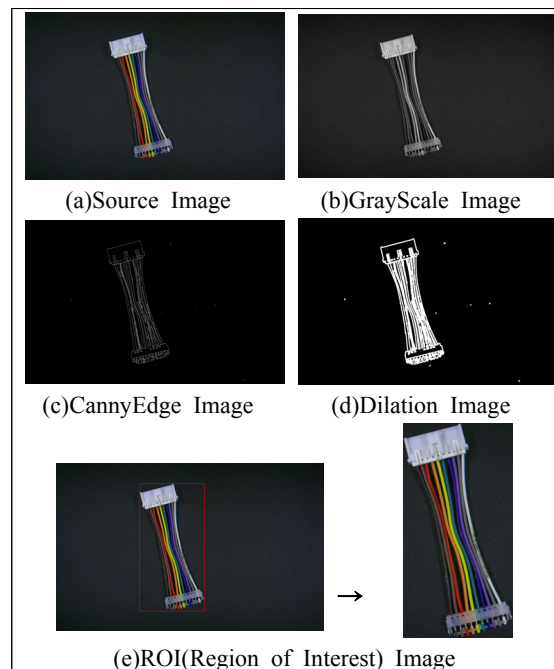 (a)Source Image
(b)GrayScale Image
(c)CannyEdge Image
(d)Dilation Image
→
(e)ROI(Region of Interest) Image